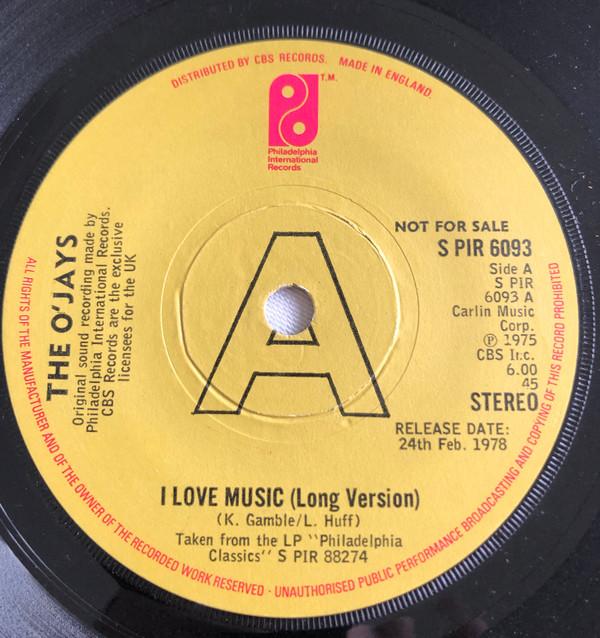 DISTRIBUTED BY CBS RECORDS. MADE IN ENGLAND.
T.M.
Philadelphia
International
Records
THE O'JAYS
Original sound recording made by
Philadelphia International Records.
CBS Records are the exclusive
licensees for the UK
A
NOT FOR SALE
S PIR 6093
Side A
S PIR
6093 A
Carlin Music
Corp.
℗ 1975
CBS Inc.
6.00
45
STEREO
RELEASE DATE:
24th Feb. 1978
I LOVE MUSIC (Long Version)
(K. Gamble/L. Huff)
Taken from the LP "Philadelphia
Classics" S PIR 88274
ALL RIGHTS OF THE MANUFACTURER AND OF THE OWNER OF THE RECORDED WORK RESERVED · UNAUTHORISED PUBLIC PERFORMANCE BROADCASTING AND COPYING OF THIS RECORD PROHIBITED